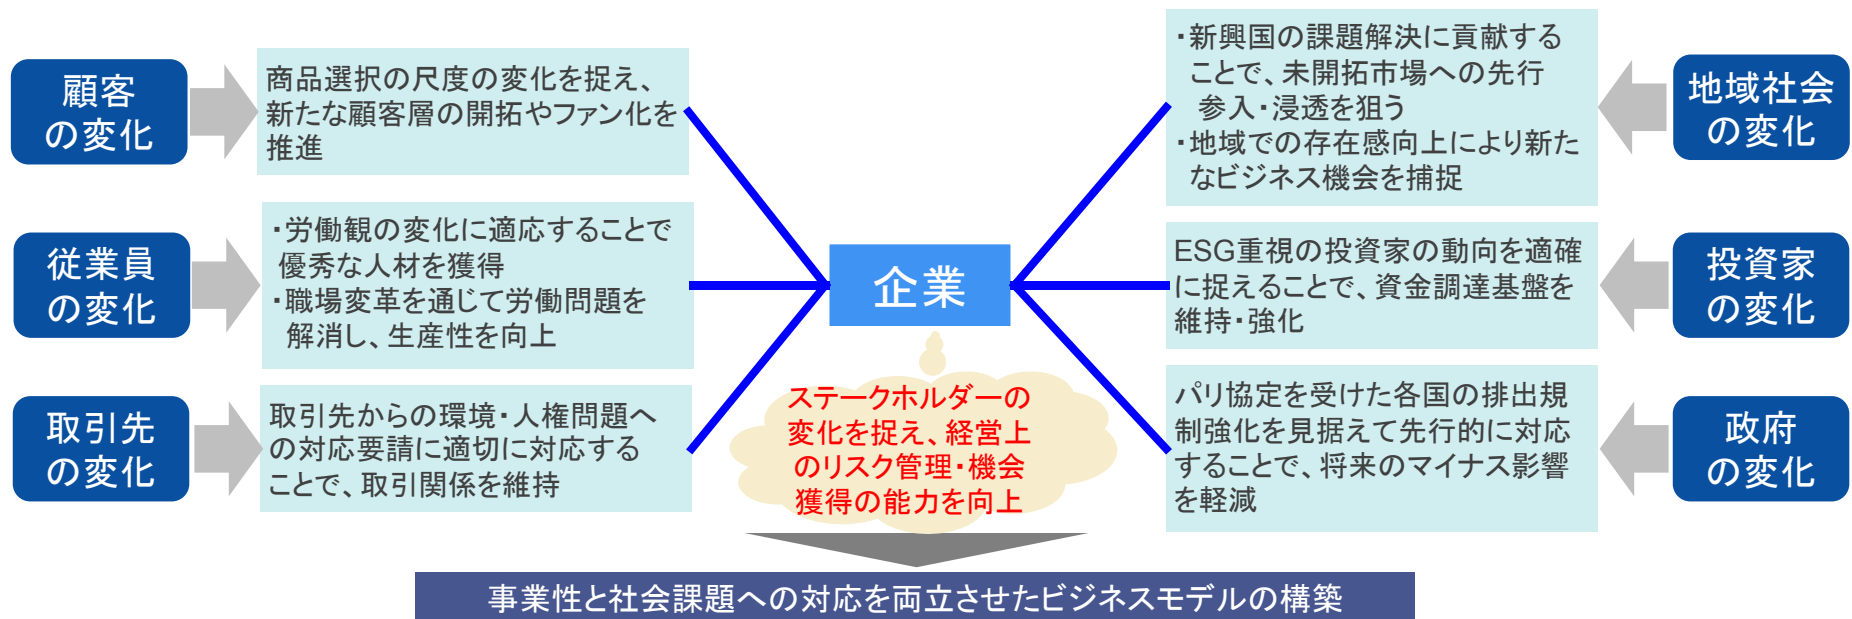 顧客
の変化
商品選択の尺度の変化を捉え、
新たな顧客層の開拓やファン化を
推進
従業員
の変化
・労働観の変化に適応することで
優秀な人材を獲得
・職場変革を通じて労働問題を
解消し、生産性を向上
取引先
の変化
取引先からの環境・人権問題へ
の対応要請に適切に対応する
ことで、取引関係を維持
企業
ステークホルダーの
変化を捉え、経営上
のリスク管理・機会
獲得の能力を向上
・新興国の課題解決に貢献する
ことで、未開拓市場への先行
参入・浸透を狙う
・地域での存在感向上により新た
なビジネス機会を捕捉
地域社会
の変化
ESG重視の投資家の動向を適確
に捉えることで、資金調達基盤を
維持・強化
投資家
の変化
パリ協定を受けた各国の排出規
制強化を見据えて先行的に対応
することで、将来のマイナス影響
を軽減
政府
の変化
事業性と社会課題への対応を両立させたビジネスモデルの構築